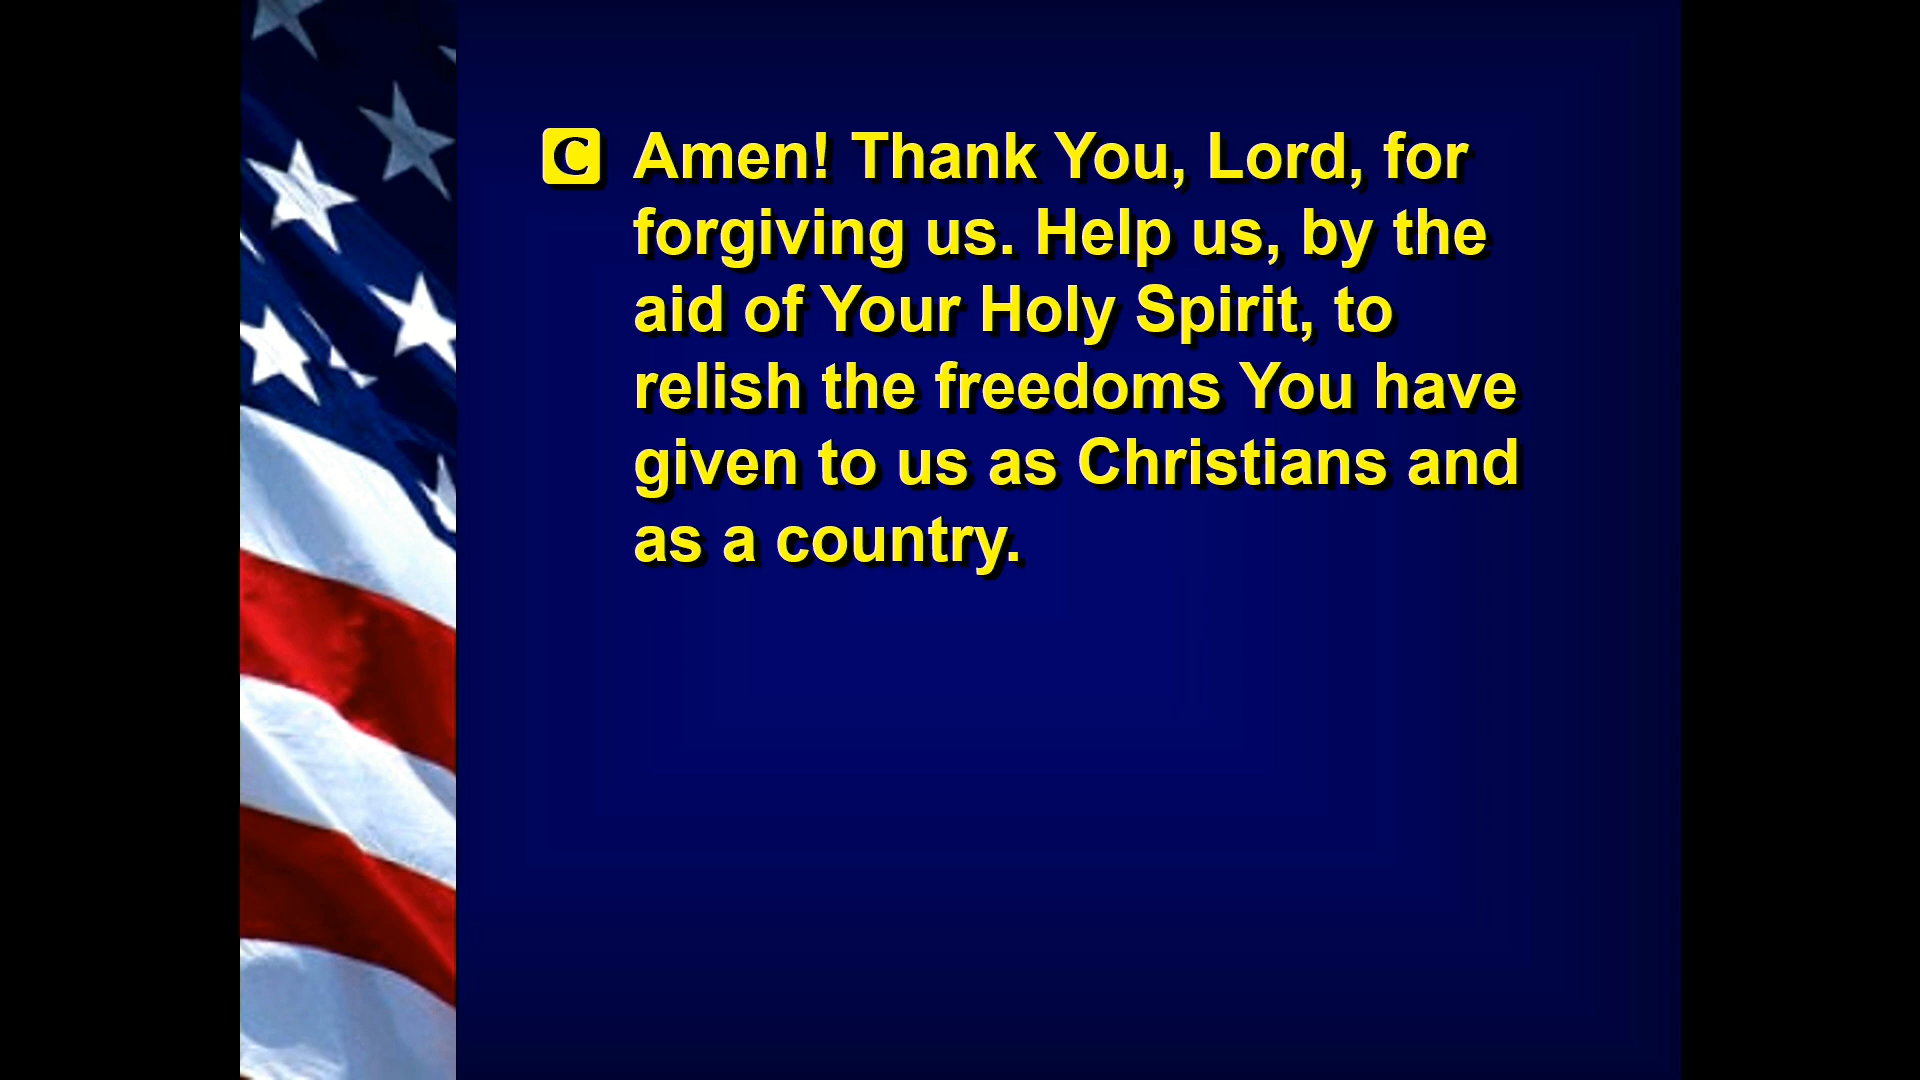 C Amen! Thank You, Lord, for
forgiving us. Help us, by the
aid of Your Holy Spirit, to
relish the freedoms You have
given to us as Christians and
as a country.